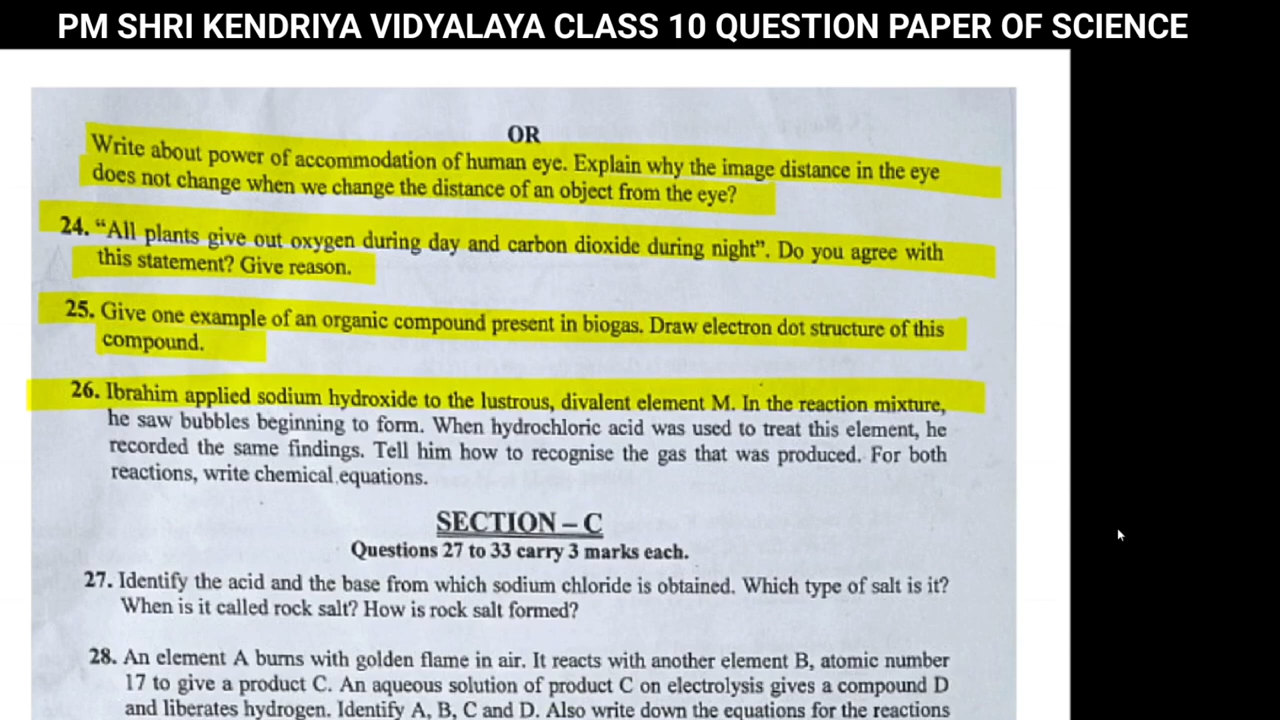 PM SHRI KENDRIYA VIDYALAYA CLASS 10 QUESTION PAPER OF SCIENCE
OR
Write about power of accommodation of human eye. Explain why the image distance in the eye
does not change when we change the distance of an object from the eye?
24. “All plants give out oxygen during day and carbon dioxide during night”. Do you agree with
this statement? Give reason.
25. Give one example of an organic compound present in biogas. Draw electron dot structure of this
compound.
26. Ibrahim applied sodium hydroxide to the lustrous, divalent element M. In the reaction mixture,
he saw bubbles beginning to form. When hydrochloric acid was used to treat this element, he
recorded the same findings. Tell him how to recognise the gas that was produced. For both
reactions, write chemical equations.
SECTION – C
Questions 27 to 33 carry 3 marks each.
27. Identify the acid and the base from which sodium chloride is obtained. Which type of salt is it?
When is it called rock salt? How is rock salt formed?
28. An element A burns with golden flame in air. It reacts with another element B, atomic number
17 to give a product C. An aqueous solution of product C on electrolysis gives a compound D
and liberates hydrogen. Identify A, B, C and D. Also write down the equations for the reactions